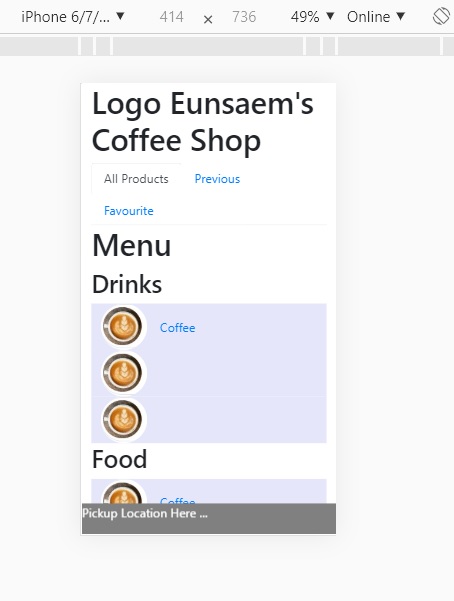 iPhone 6/7/... ▼ 414 × 736 49% ▼ Online ▼
Logo Eunsaem's
Coffee Shop
All Products Previous
Favourite
Menu
Drinks
Coffee
Food
Coffee
Pickup Location Here ...